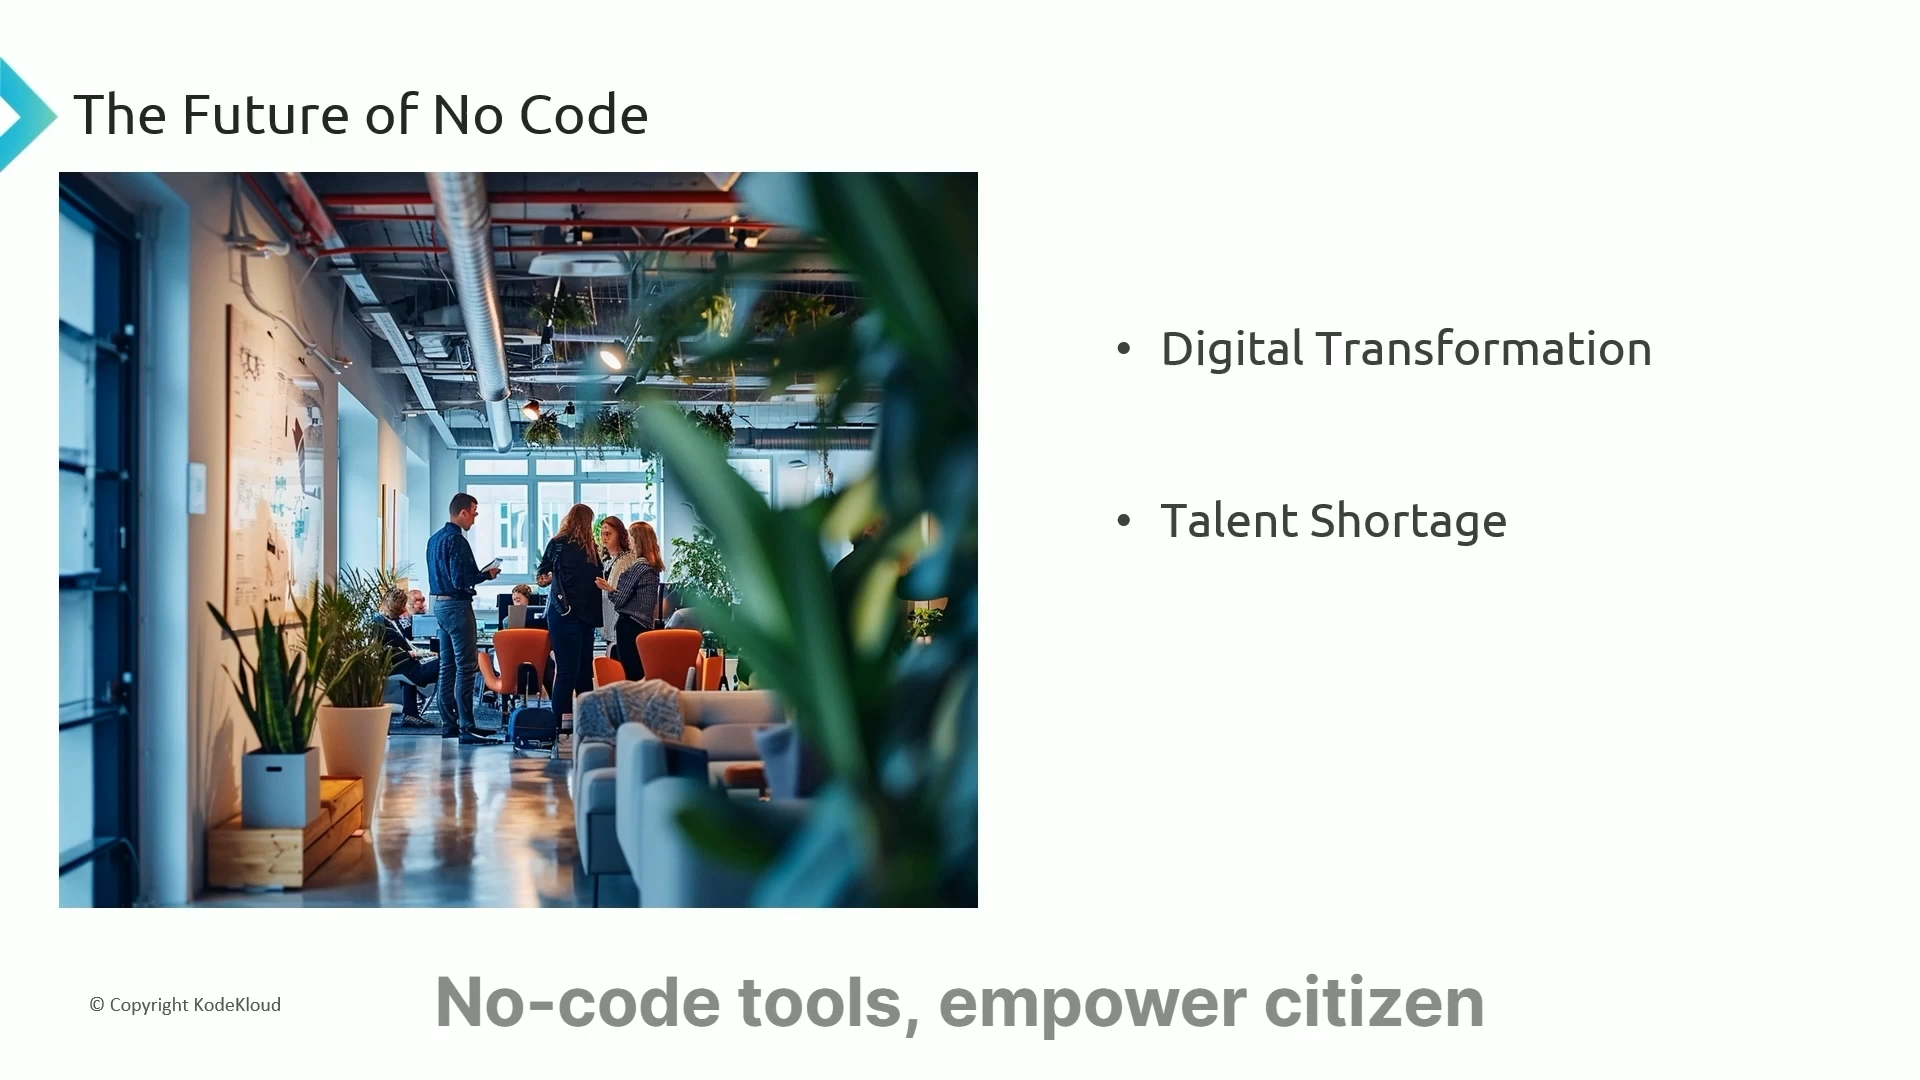 The Future of No Code
• Digital Transformation
• Talent Shortage
© Copyright KodeKloud
No-code tools, empower citizen